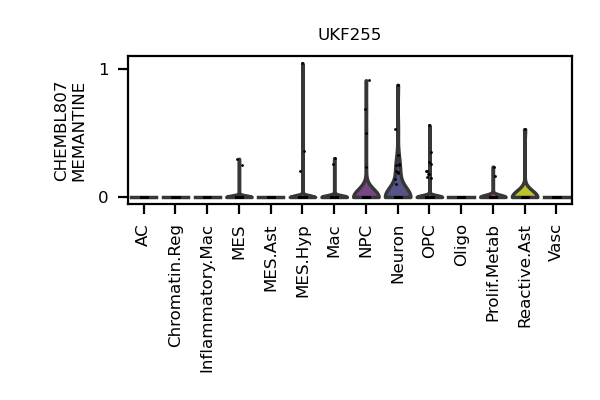 UKF255
CHEMBL807
MEMANTINE
1
0
AC
Chromatin.Reg
Inflammatory.Mac
MES
MES.Ast
MES.Hyp
Mac
NPC
Neuron
OPC
Oligo
Prolif.Metab
Reactive.Ast
Vasc